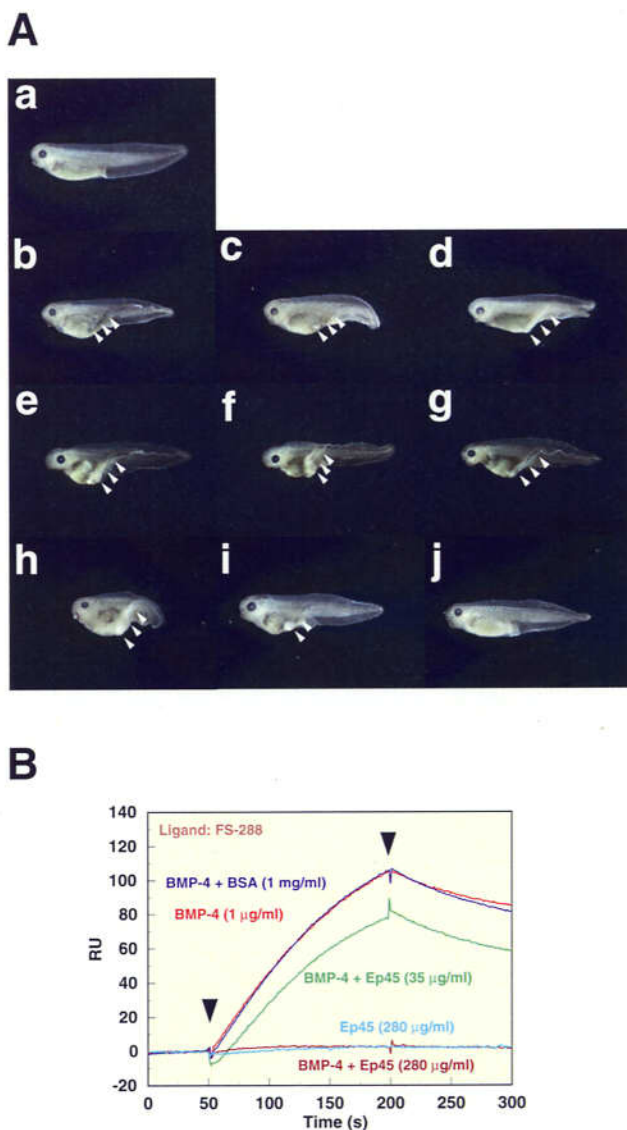 A
a
b c d
e f g
h i j
B
140
120
100
80
60
40
20
0
-20
RU
Ligand: FS-288
BMP-4 + BSA (1 mg/ml)
BMP-4 (1 µg/ml)
BMP-4 + Ep45 (35 µg/ml)
Ep45 (280 µg/ml)
BMP-4 + Ep45 (280 µg/ml)
0 50 100 150 200 250 300
Time (s)